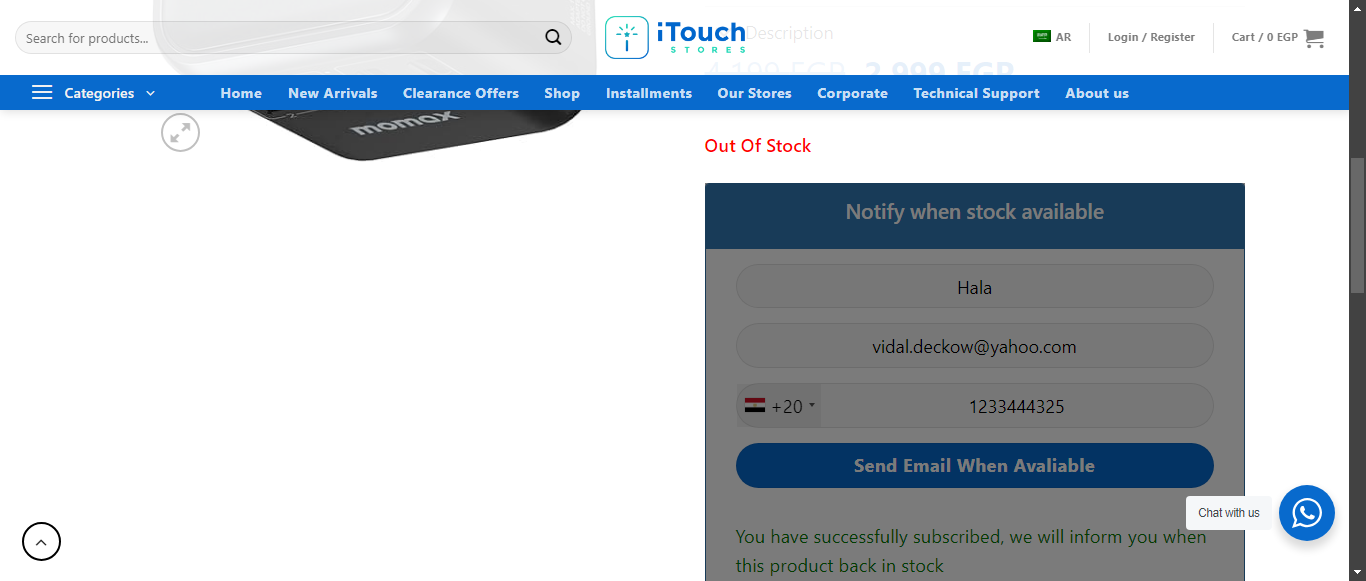 Search for products...
iTouch
STORES
Description
AR
Login / Register
Cart / 0 EGP
4,199 EGP 2,999 EGP
Categories
Home
New Arrivals
Clearance Offers
Shop
Installments
Our Stores
Corporate
Technical Support
About us
momax
Out Of Stock
Notify when stock available
Hala
vidal.deckow@yahoo.com
+20
1233444325
Send Email When Avaliable
Chat with us
You have successfully subscribed, we will inform you when
this product back in stock